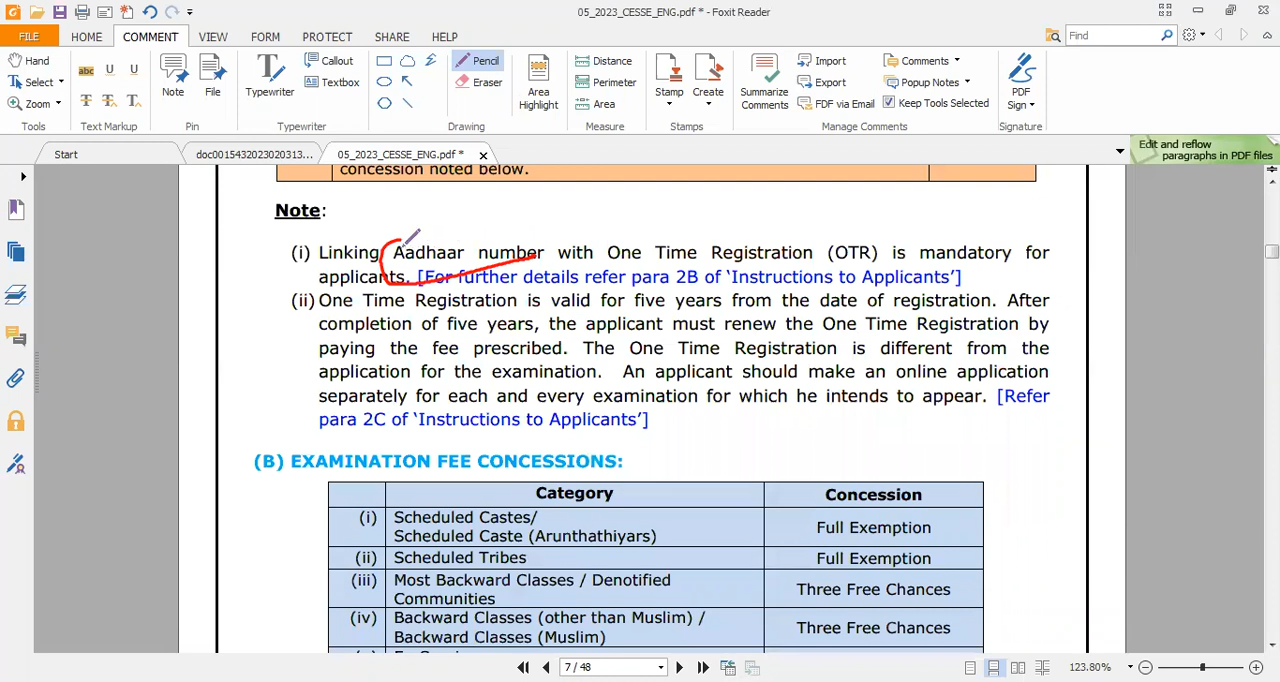 05_2023_CESSE_ENG.pdf * - Foxit Reader
FILE HOME COMMENT VIEW FORM PROTECT SHARE HELP
Find
Hand
Select
Zoom
Tools
abc U U
T T T
Text Markup
Note
File
Pin
Typewriter
Callout
Textbox
Typewriter
Pencil
Eraser
Drawing
Area
Highlight
Distance
Perimeter
Area
Measure
Stamp
Create
Stamps
Summarize
Comments
Import
Export
FDF via Email
Comments
Popup Notes
Keep Tools Selected
Manage Comments
PDF
Sign
Signature
Start
doc0015432023020313...
05_2023_CESSE_ENG.pdf *
Edit and reflow
paragraphs in PDF files
concession noted below.
Note:
(i) Linking Aadhaar number with One Time Registration (OTR) is mandatory for
applicants. [For further details refer para 2B of ‘Instructions to Applicants’]
(ii) One Time Registration is valid for five years from the date of registration. After
completion of five years, the applicant must renew the One Time Registration by
paying the fee prescribed. The One Time Registration is different from the
application for the examination. An applicant should make an online application
separately for each and every examination for which he intends to appear. [Refer
para 2C of ‘Instructions to Applicants’]
(B) EXAMINATION FEE CONCESSIONS:
Category Concession
(i) Scheduled Castes/
Scheduled Caste (Arunthathiyars) Full Exemption
(ii) Scheduled Tribes Full Exemption
(iii) Most Backward Classes / Denotified
Communities Three Free Chances
(iv) Backward Classes (other than Muslim) /
Backward Classes (Muslim) Three Free Chances
7 / 48
123.80%